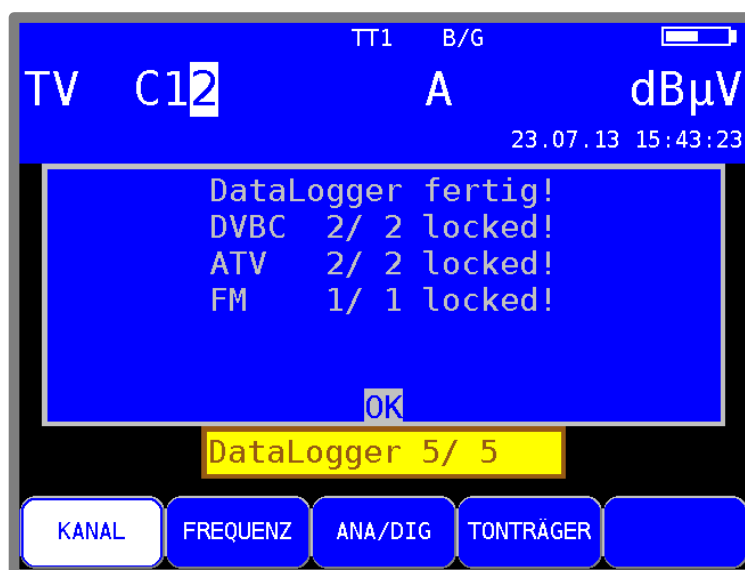 TT1 B/G
TV C12 A dBµV
23.07.13 15:43:23
DataLogger fertig!
DVBC 2/ 2 locked!
ATV 2/ 2 locked!
FM 1/ 1 locked!
OK
DataLogger 5/ 5
KANAL FREQUENZ ANA/DIG TONTRÄGER